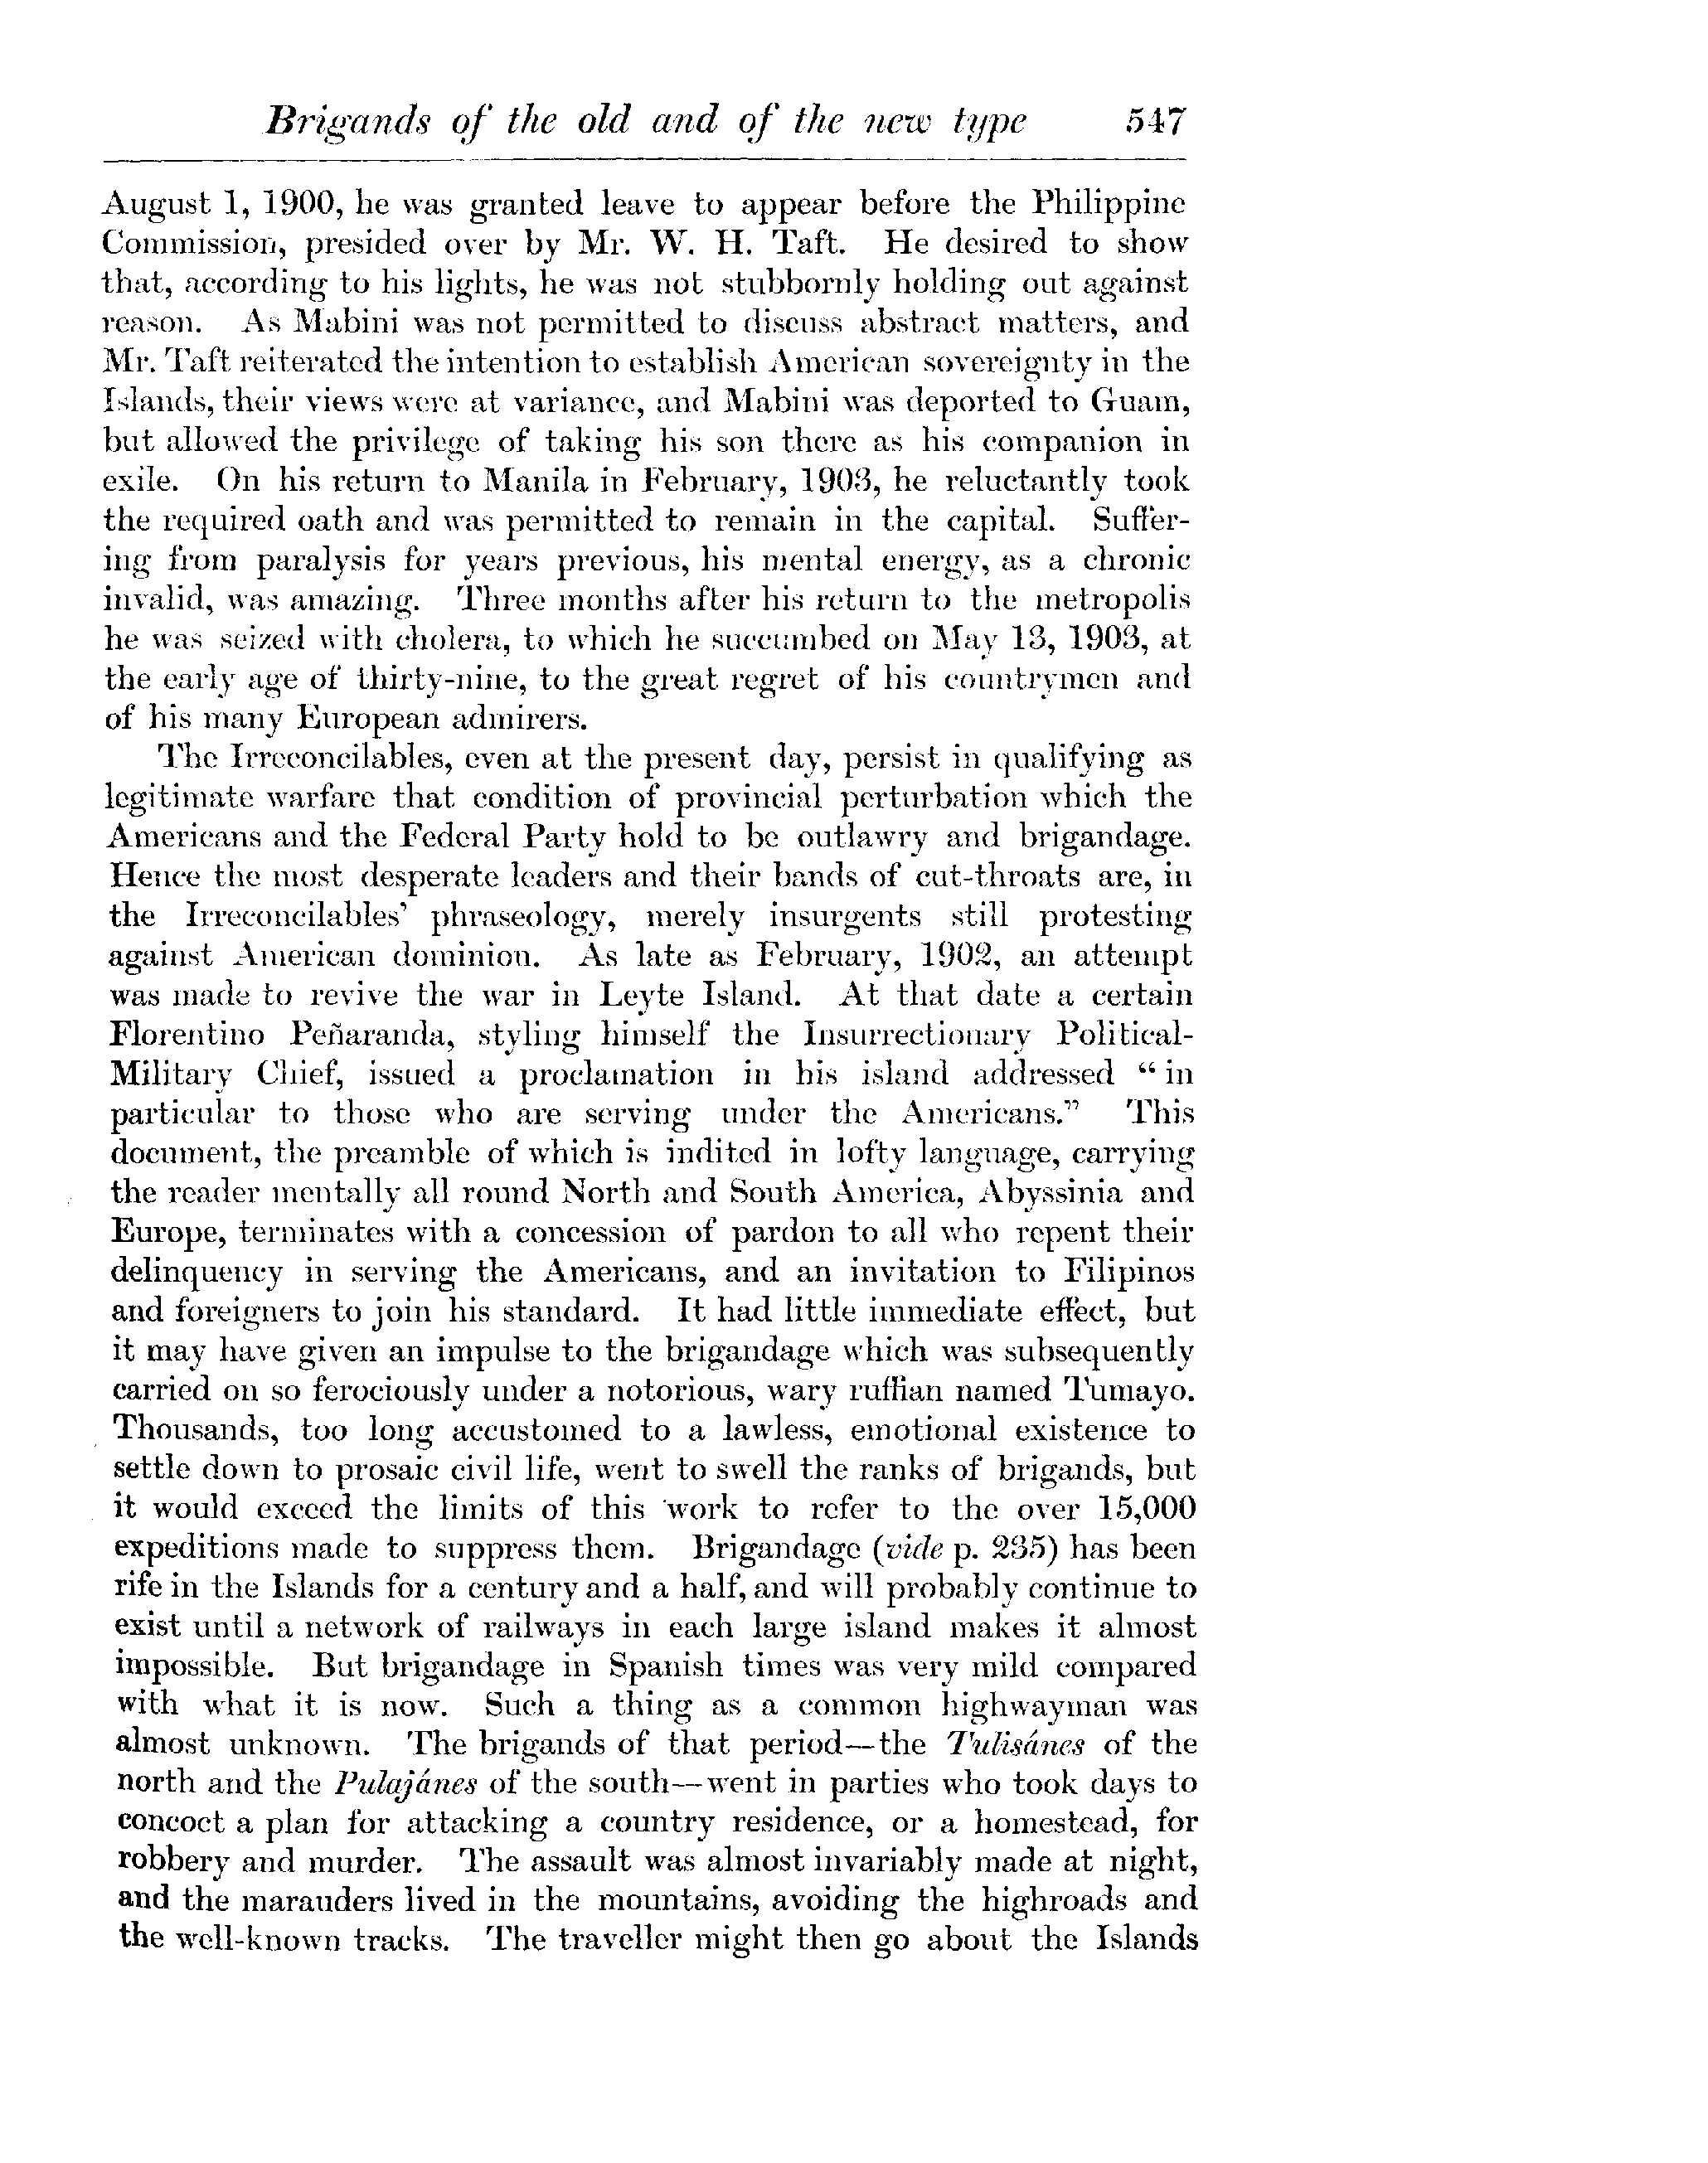 Brigands of the old and of the new type 547
August 1, 1900, he was granted leave to appear before the Philippine
Commission, presided over by Mr. W. H. Taft. He desired to show
that, according to his lights, he was not stubbornly holding out against
reason. As Mabini was not permitted to discuss abstract matters, and
Mr. Taft reiterated the intention to establish American sovereignty in the
Islands, their views were at variance, and Mabini was deported to Guam,
but allowed the privilege of taking his son there as his companion in
exile. On his return to Manila in February, 1903, he reluctantly took
the required oath and was permitted to remain in the capital. Suffer-
ing from paralysis for years previous, his mental energy, as a chronic
invalid, was amazing. Three months after his return to the metropolis
he was seized with cholera, to which he succumbed on May 13, 1903, at
the early age of thirty-nine, to the great regret of his countrymen and
of his many European admirers.
The Irreconcilables, even at the present day, persist in qualifying as
legitimate warfare that condition of provincial perturbation which the
Americans and the Federal Party hold to be outlawry and brigandage.
Hence the most desperate leaders and their bands of cut-throats are, in
the Irreconcilables' phraseology, merely insurgents still protesting
against American dominion. As late as February, 1902, an attempt
was made to revive the war in Leyte Island. At that date a certain
Florentino Peñaranda, styling himself the Insurrectionary Political-
Military Chief, issued a proclamation in his island addressed “in
particular to those who are serving under the Americans.” This
document, the preamble of which is indited in lofty language, carrying
the reader mentally all round North and South America, Abyssinia and
Europe, terminates with a concession of pardon to all who repent their
delinquency in serving the Americans, and an invitation to Filipinos
and foreigners to join his standard. It had little immediate effect, but
it may have given an impulse to the brigandage which was subsequently
carried on so ferociously under a notorious, wary ruffian named Tumayo.
Thousands, too long accustomed to a lawless, emotional existence to
settle down to prosaic civil life, went to swell the ranks of brigands, but
it would exceed the limits of this work to refer to the over 15,000
expeditions made to suppress them. Brigandage (vide p. 235) has been
rife in the Islands for a century and a half, and will probably continue to
exist until a network of railways in each large island makes it almost
impossible. But brigandage in Spanish times was very mild compared
with what it is now. Such a thing as a common highwayman was
almost unknown. The brigands of that period—the Tulisánes of the
north and the Pulajánes of the south—went in parties who took days to
concoct a plan for attacking a country residence, or a homestead, for
robbery and murder. The assault was almost invariably made at night,
and the marauders lived in the mountains, avoiding the highroads and
the well-known tracks. The traveller might then go about the Islands